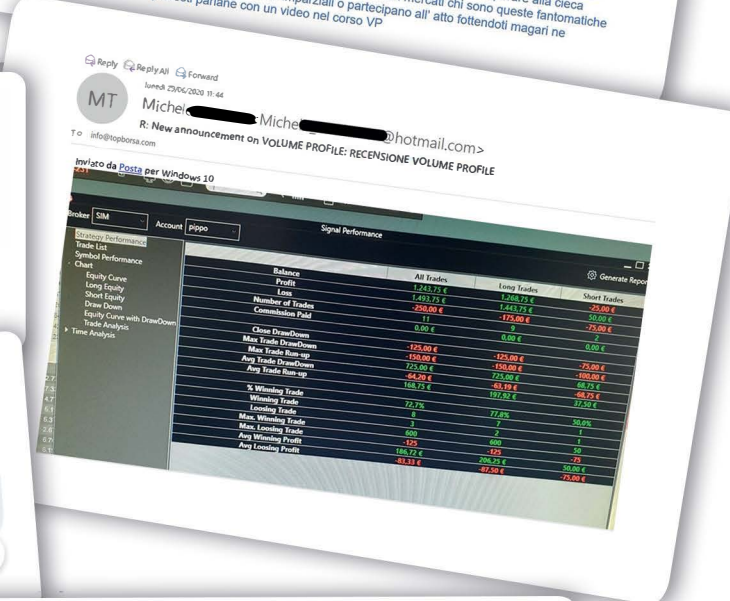 alla cieca
mercati chi sono queste fantomatiche
imparziali o partecipano all' atto fottendoti magari ne
parlane con un video nel corso VP
Reply Reply All Forward
lunedì 29/06/2020 11:44
MT
Michel Miche @hotmail.com>
R: New announcement on VOLUME PROFILE: RECENSIONE VOLUME PROFILE
To info@topborsa.com
Inviato da Posta per Windows 10
Signal Performance
Broker SIM Account pippo
Generate Repor
Strategy Performance
Trade List
Symbol Performance
Chart
Equity Curve
Long Equity
Short Equity
Draw Down
Equity Curve with DrawDown
Trade Analysis
Time Analysis
All Trades Long Trades Short Trades
Balance 1.243,75 € 1.268,75 € -25,00 €
Profit 1.493,75 € 1.443,75 € 50,00 €
Loss -250,00 € -175,00 € -75,00 €
Number of Trades 11 9 2
Commission Paid 0,00 € 0,00 € 0,00 €
Close DrawDown -125,00 € -125,00 € -75,00 €
Max Trade DrawDown -150,00 € -150,00 € -100,00 €
Max Trade Run-up 725,00 € 725,00 € 68,75 €
Avg Trade DrawDown -64,20 € -63,19 € -68,75 €
Avg Trade Run-up 168,75 € 197,92 € 37,50 €
% Winning Trade 72,7% 77,8% 50,0%
Winning Trade 8 7 1
Loosing Trade 3 2 1
Max. Winning Trade 600 600 50
Max. Loosing Trade -125 -125 -75
Avg Winning Profit 186,72 € 206,25 € 50,00 €
Avg Loosing Profit -83,33 € -87,50 € -75,00 €